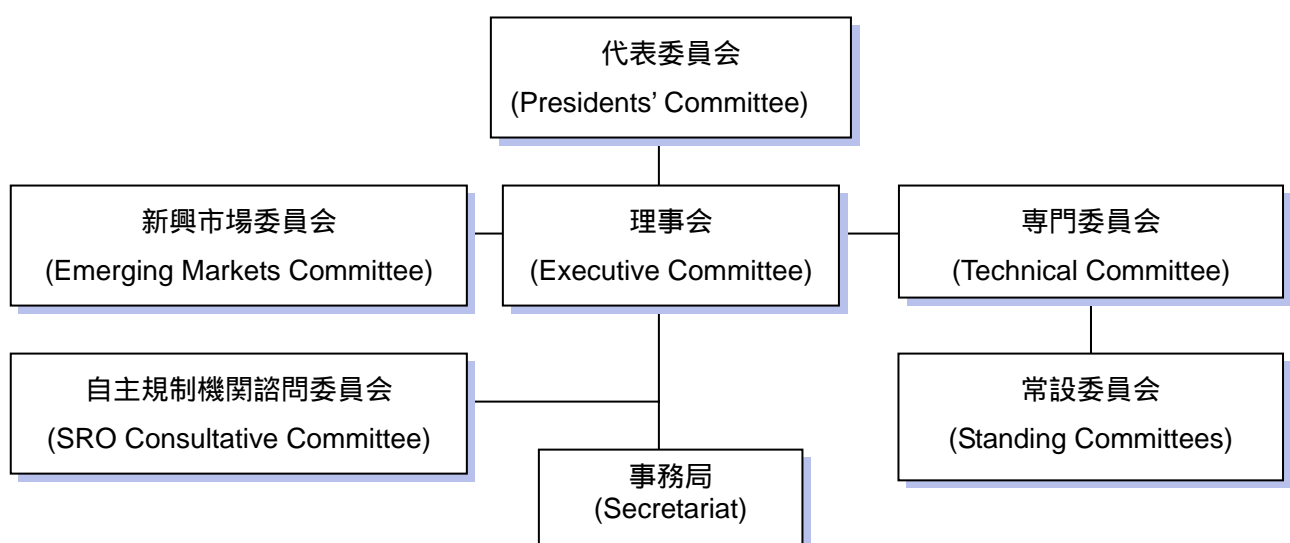 代表委員会
(Presidents’ Committee)
新興市場委員会
(Emerging Markets Committee)
理事会
(Executive Committee)
専門委員会
(Technical Committee)
自主規制機関諮問委員会
(SRO Consultative Committee)
常設委員会
(Standing Committees)
事務局
(Secretariat)